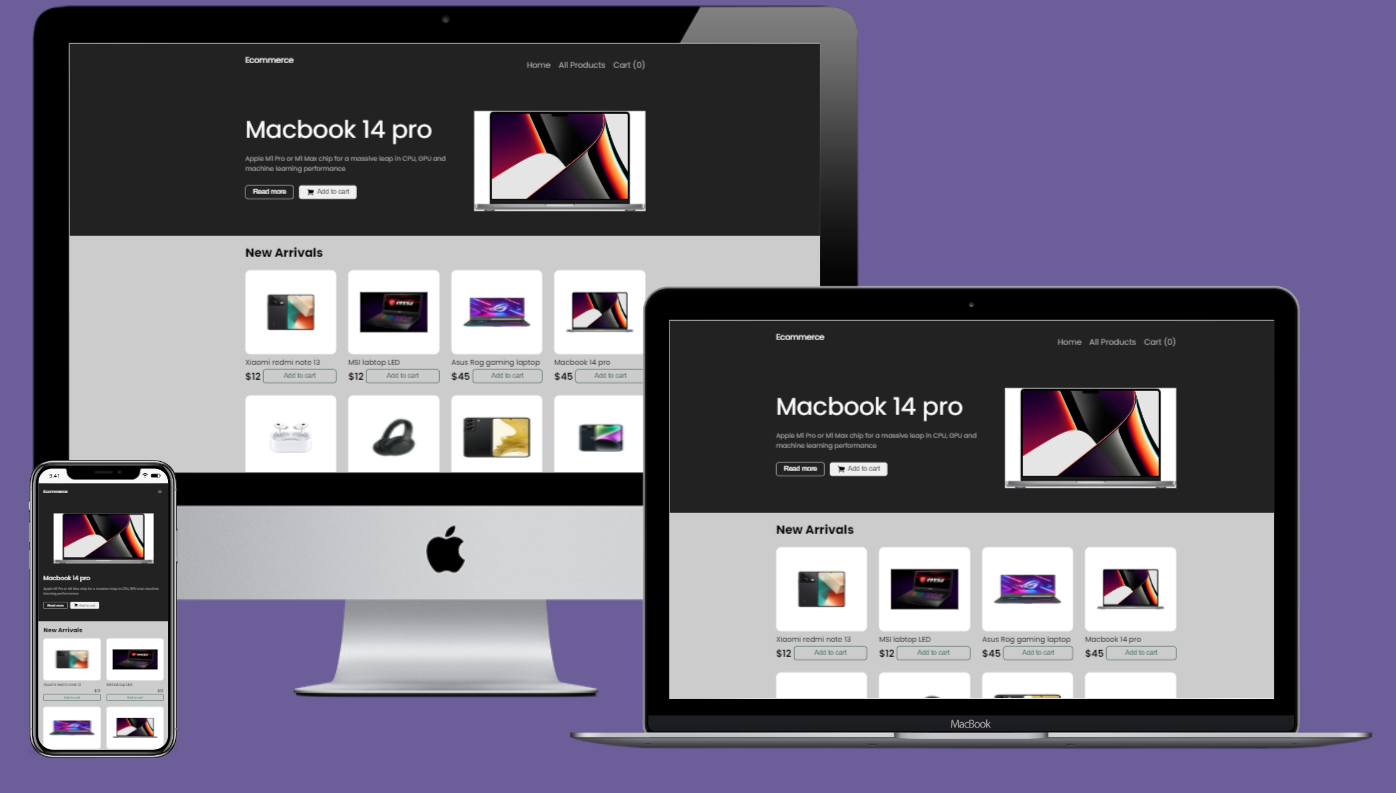 Ecommerce
Home All Products Cart (0)
Macbook 14 pro
Apple M1 Pro or M1 Max chip for a massive leap in CPU, GPU and
machine learning performance
Read more Add to cart
New Arrivals
Xiaomi redmi note 13 MSI labtop LED Asus Rog gaming laptop Macbook 14 pro
$12 Add to cart $12 Add to cart $45 Add to cart $45 Add to cart
Ecommerce
Home All Products Cart (0)
Macbook 14 pro
Apple M1 Pro or M1 Max chip for a massive leap in CPU, GPU and
machine learning performance
Read more Add to cart
New Arrivals
Xiaomi redmi note 13 MSI labtop LED Asus Rog gaming laptop Macbook 14 pro
$12 Add to cart $12 Add to cart $45 Add to cart $45 Add to cart
MacBook
9:41
Ecommerce
Macbook 14 pro
Apple M1 Pro or M1 Max chip for a massive leap in CPU, GPU and machine
learning performance
Read more Add to cart
New Arrivals
Xiaomi redmi note 13 MSI labtop LED
$12 $12
Add to cart Add to cart